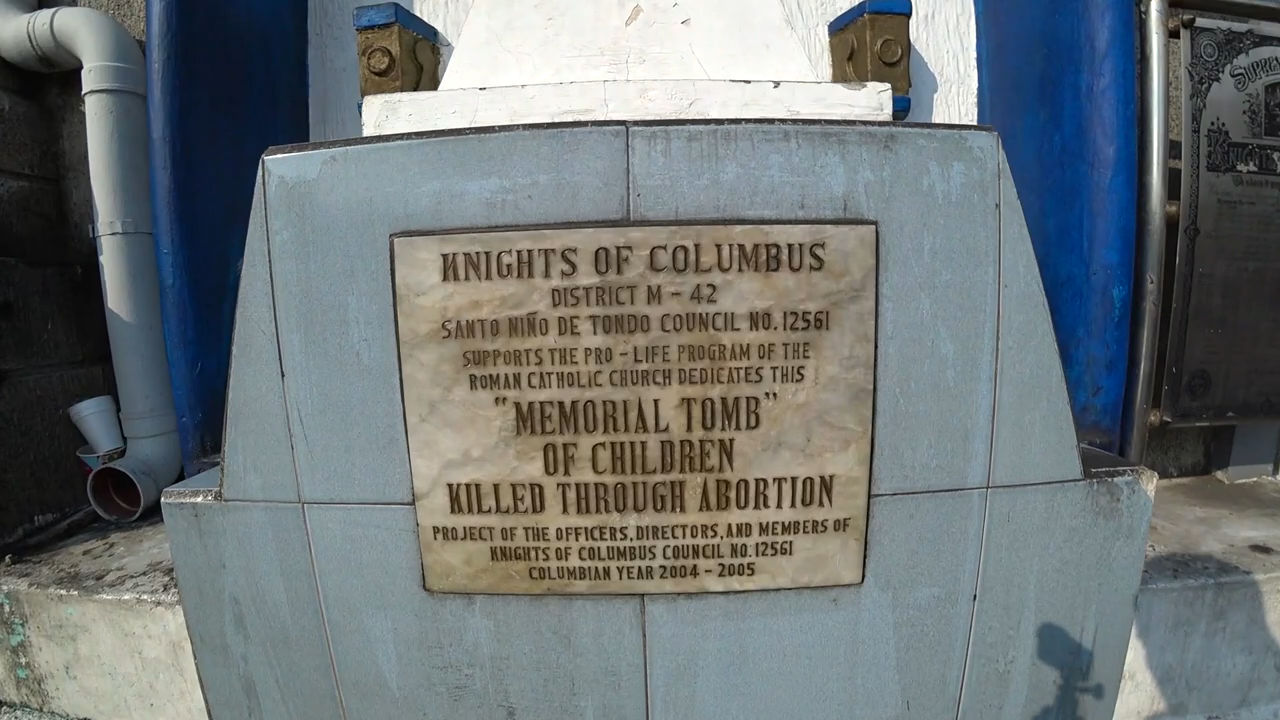 KNIGHTS OF COLUMBUS
DISTRICT M - 42
SANTO NIÑO DE TONDO COUNCIL NO. 12561
SUPPORTS THE PRO - LIFE PROGRAM OF THE
ROMAN CATHOLIC CHURCH DEDICATES THIS
"MEMORIAL TOMB"
OF CHILDREN
KILLED THROUGH ABORTION
PROJECT OF THE OFFICERS, DIRECTORS, AND MEMBERS OF
KNIGHTS OF COLUMBUS COUNCIL NO. 12561
COLUMBIAN YEAR 2004 - 2005